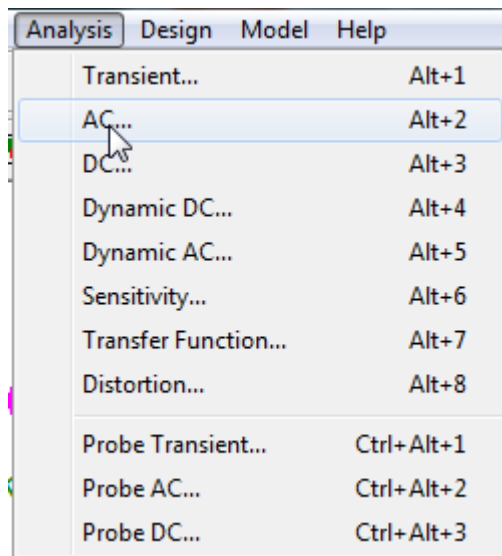 Analysis Design Model Help
Transient... Alt+1
AC... Alt+2
DC... Alt+3
Dynamic DC... Alt+4
Dynamic AC... Alt+5
Sensitivity... Alt+6
Transfer Function... Alt+7
Distortion... Alt+8
Probe Transient... Ctrl+Alt+1
Probe AC... Ctrl+Alt+2
Probe DC... Ctrl+Alt+3